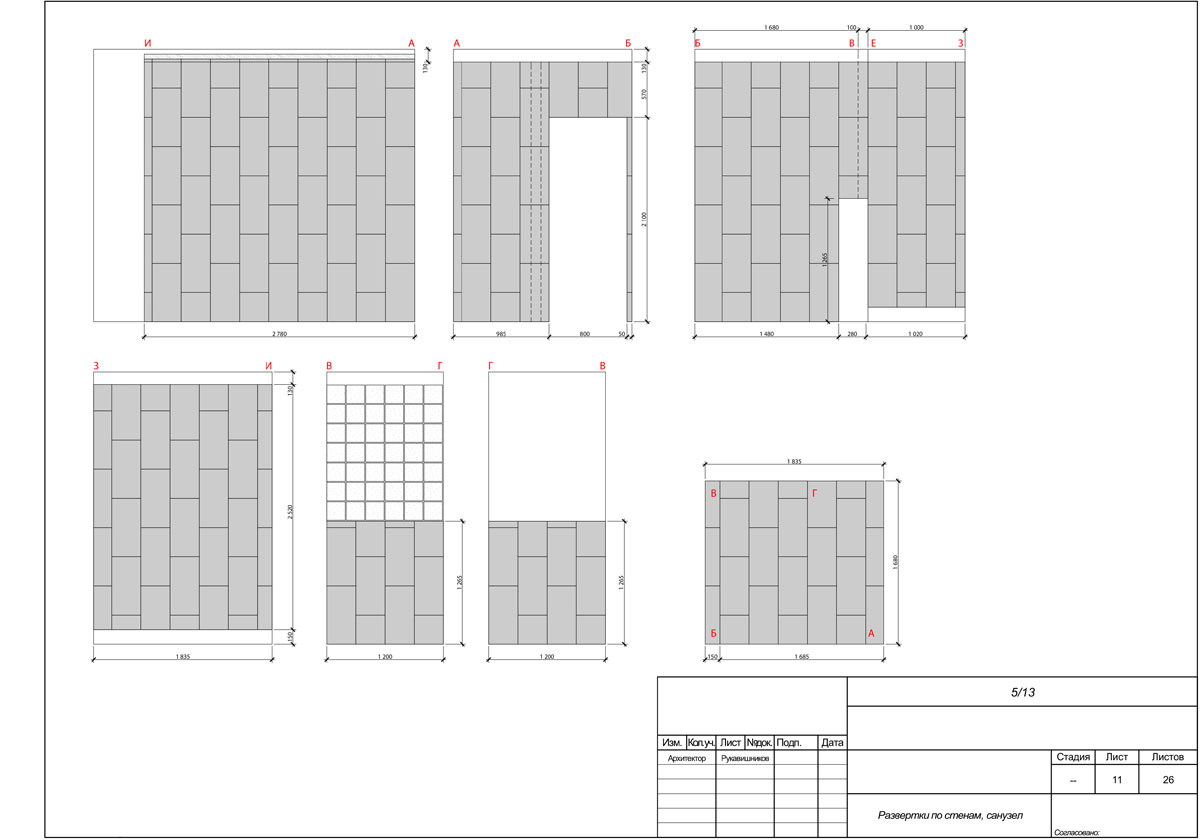 И А
130
2 780
А Б
130
570
2 100
985 800 50
1 680 100 1 000
Б В Е З
1 265
1 480 280 1 020
З И
130
2 520
150
1 835
В Г
1 265
1 200
Г В
1 265
1 200
1 835
В Г
1 680
Б А
150 1 685
5/13
Изм. Кол.уч. Лист №док. Подп. Дата
Архитектор Рукавишников
Стадия Лист Листов
-- 11 26
Развертки по стенам, санузел
Согласовано: